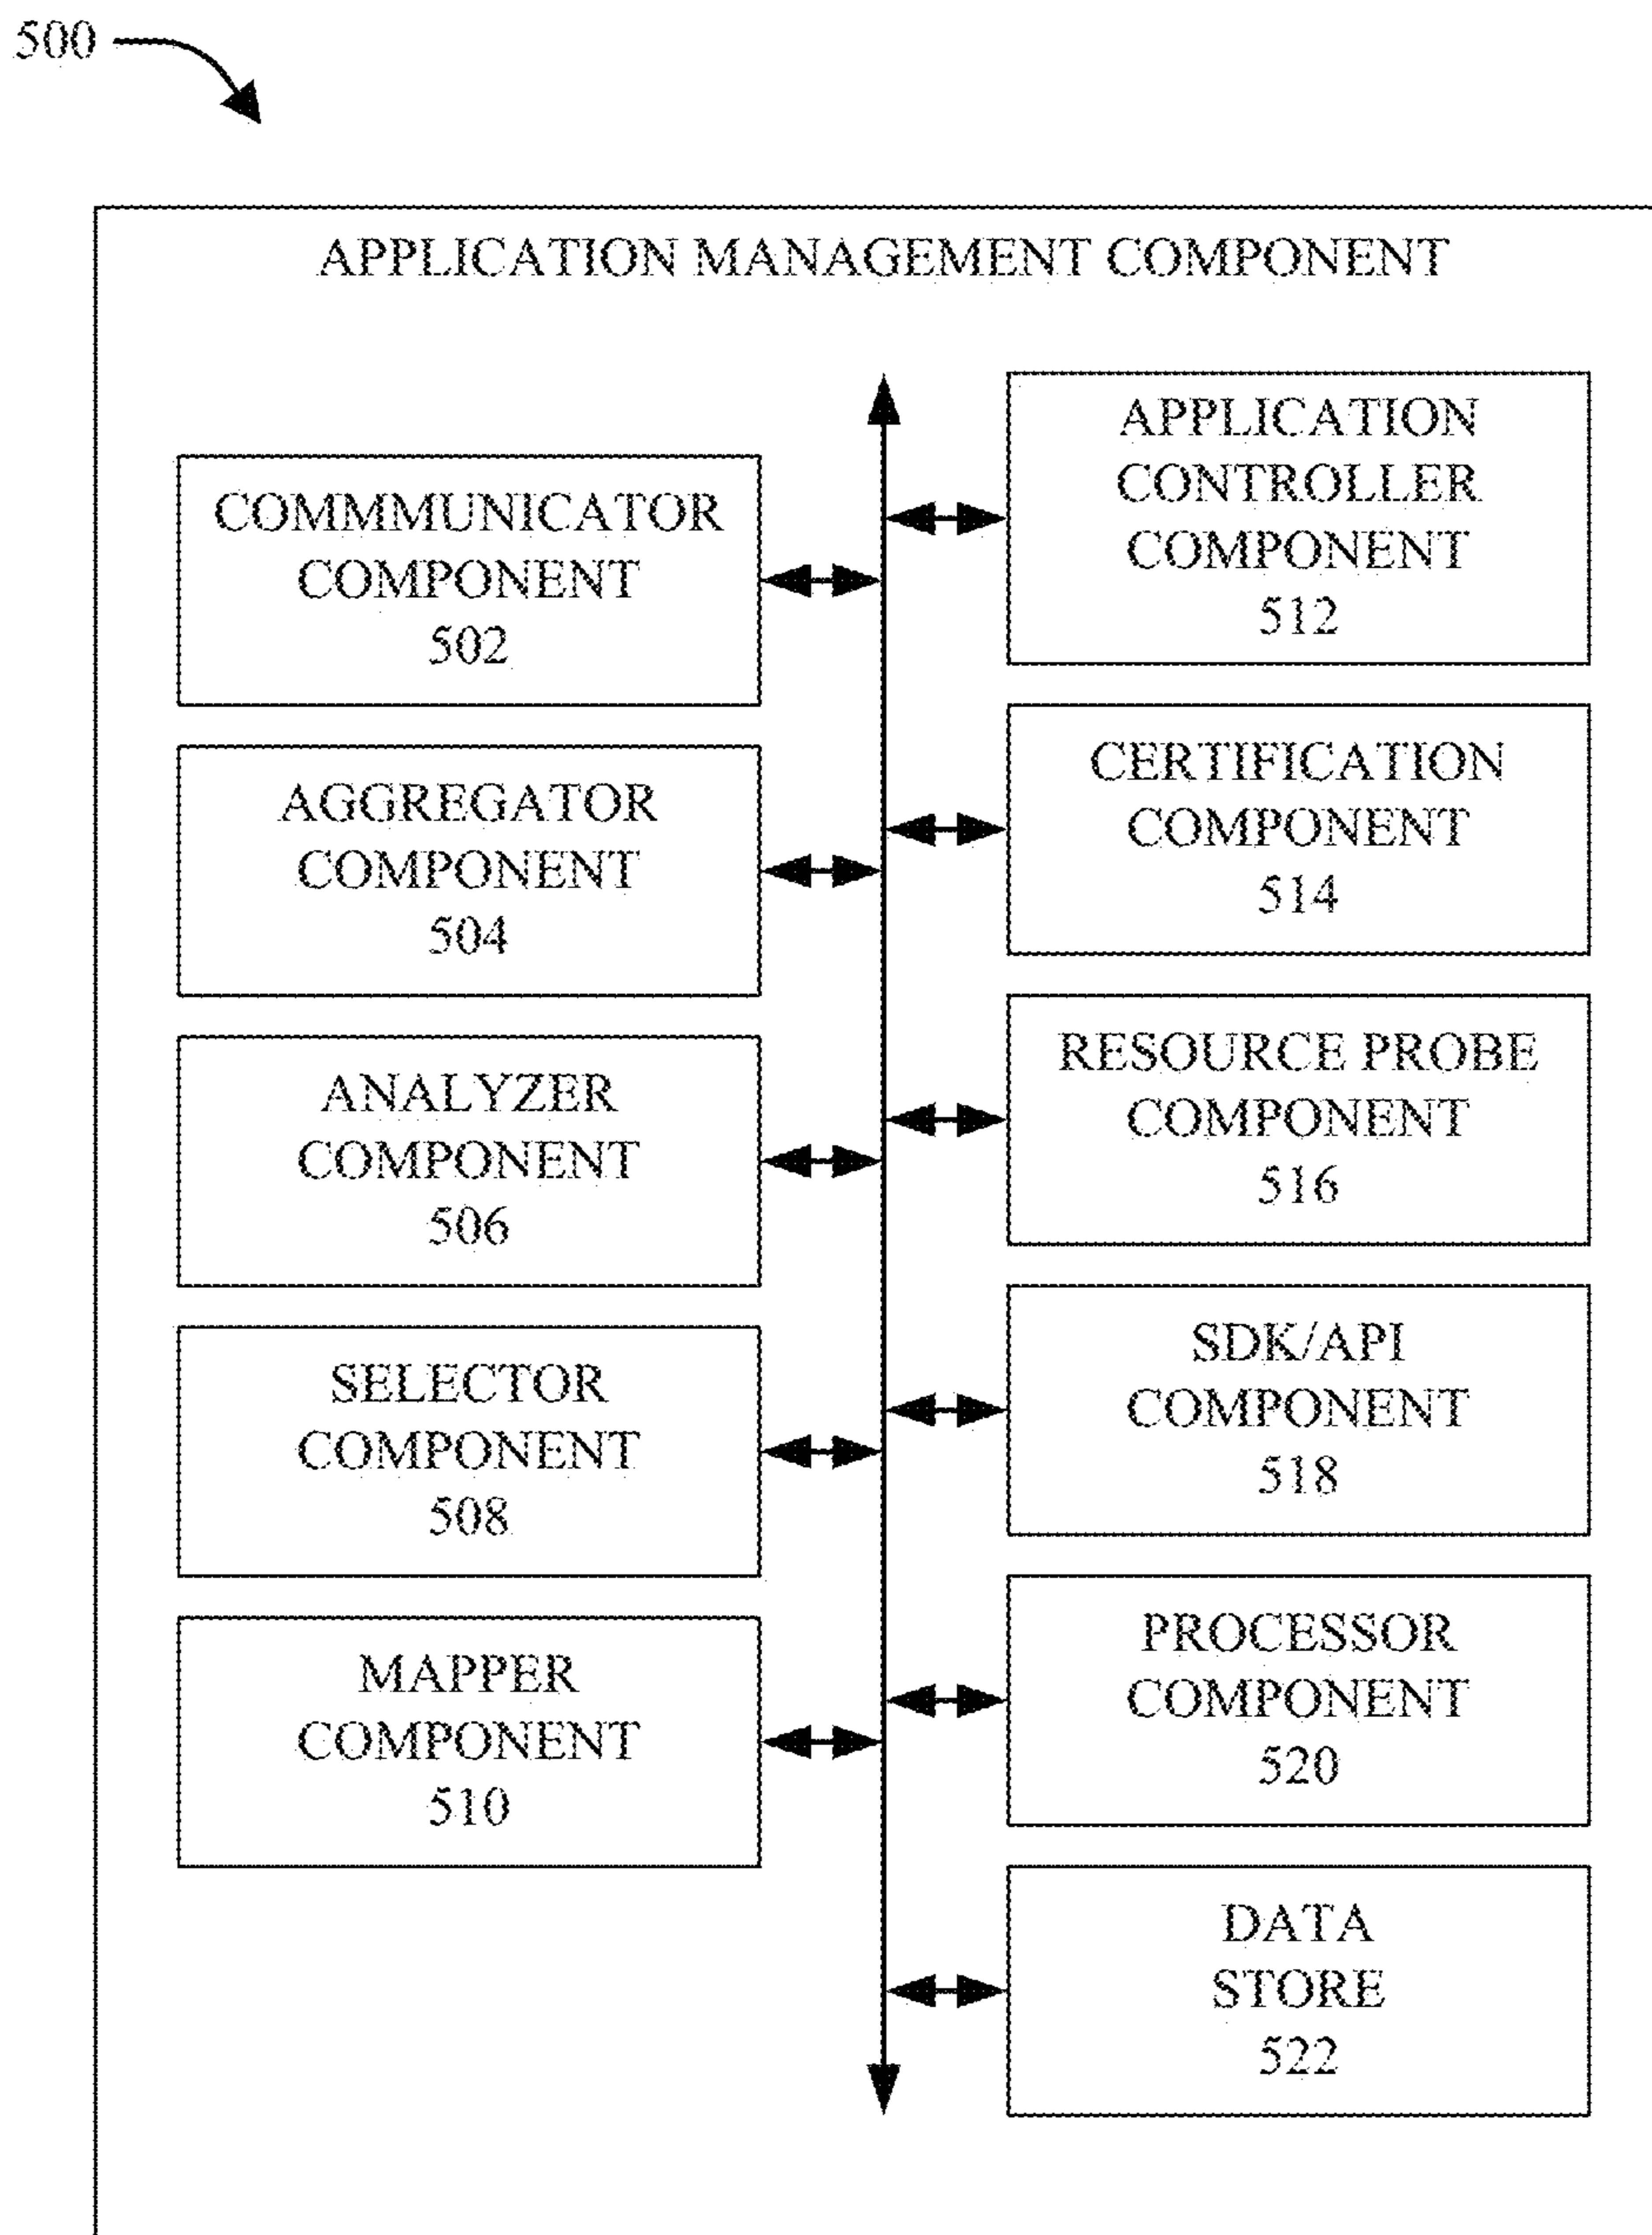 500
APPLICATION MANAGEMENT COMPONENT
COMMMUNICATOR
COMPONENT
502
AGGREGATOR
COMPONENT
504
ANALYZER
COMPONENT
506
SELECTOR
COMPONENT
508
MAPPER
COMPONENT
510
APPLICATION
CONTROLLER
COMPONENT
512
CERTIFICATION
COMPONENT
514
RESOURCE PROBE
COMPONENT
516
SDK/API
COMPONENT
518
PROCESSOR
COMPONENT
520
DATA
STORE
522